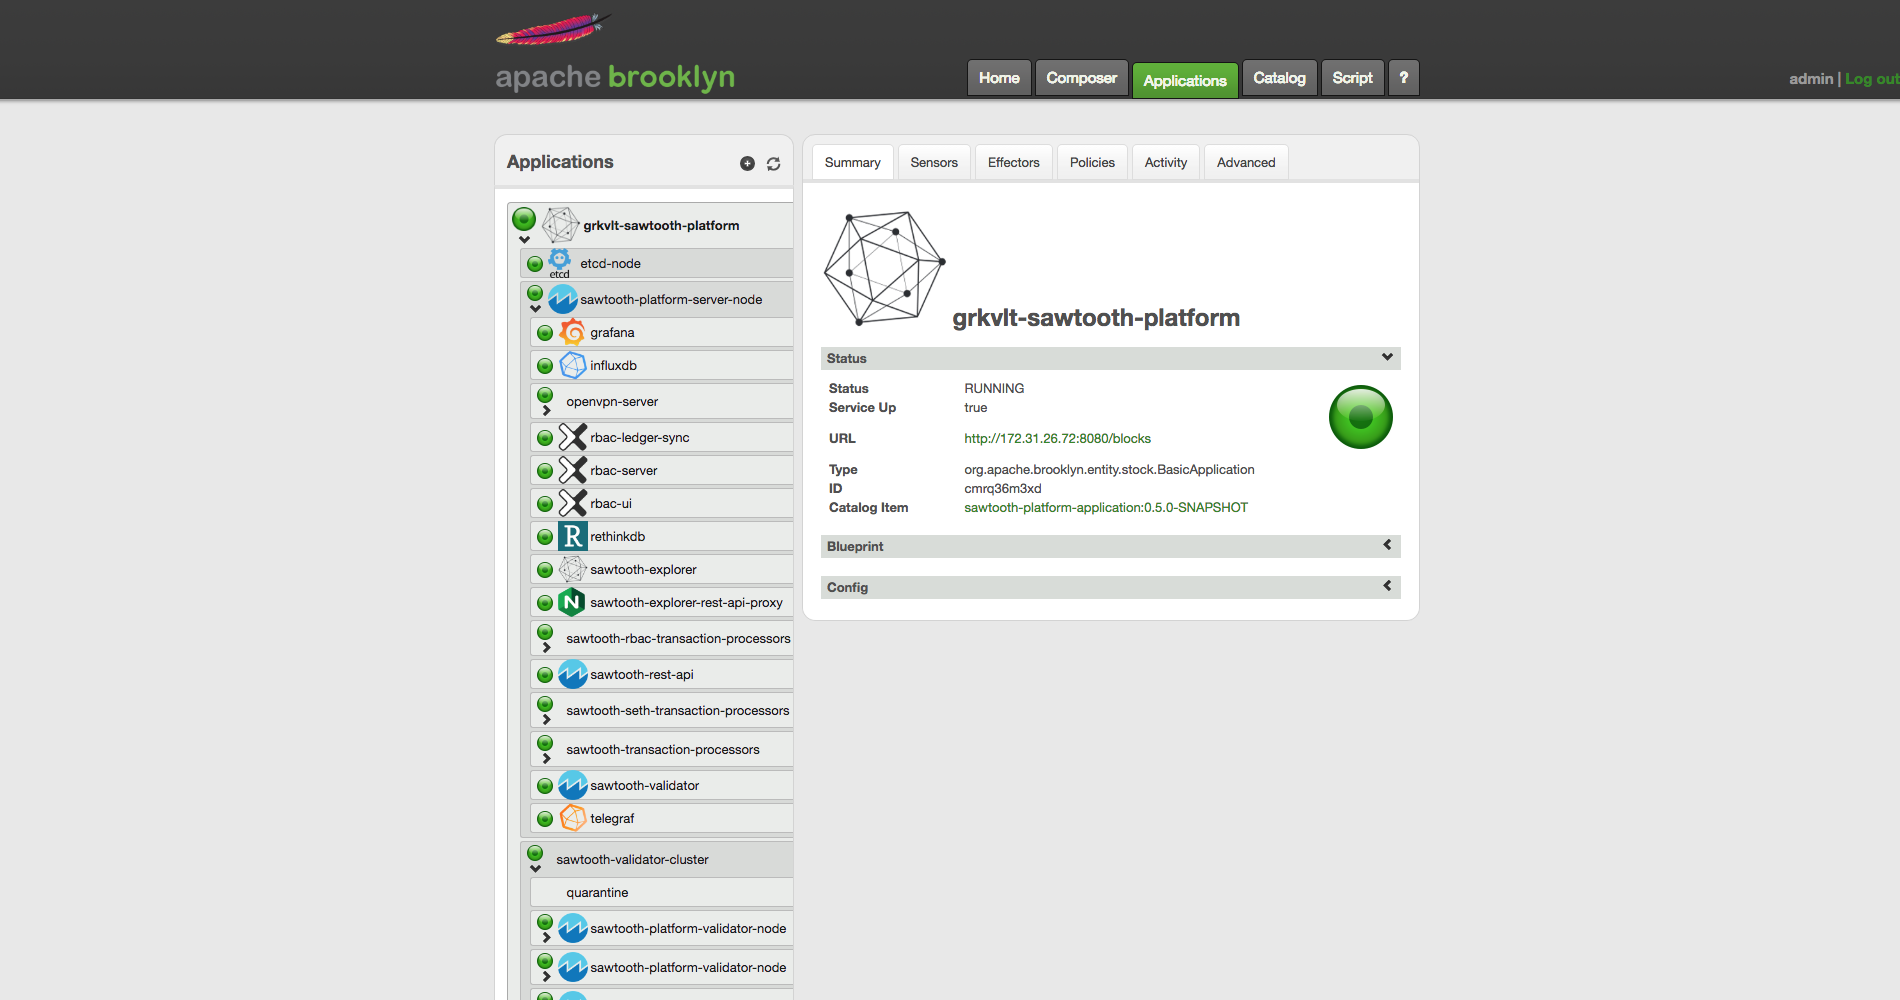 apache brooklyn
Home Composer Applications Catalog Script ?
admin | Log out
Applications
grkvlt-sawtooth-platform
etcd
etcd-node
sawtooth-platform-server-node
grafana
influxdb
openvpn-server
rbac-ledger-sync
rbac-server
rbac-ui
R rethinkdb
sawtooth-explorer
N sawtooth-explorer-rest-api-proxy
sawtooth-rbac-transaction-processors
sawtooth-rest-api
sawtooth-seth-transaction-processors
sawtooth-transaction-processors
sawtooth-validator
telegraf
sawtooth-validator-cluster
quarantine
sawtooth-platform-validator-node
sawtooth-platform-validator-node
Summary Sensors Effectors Policies Activity Advanced
grkvlt-sawtooth-platform
Status
Status RUNNING
Service Up true
URL http://172.31.26.72:8080/blocks
Type org.apache.brooklyn.entity.stock.BasicApplication
ID cmrq36m3xd
Catalog Item sawtooth-platform-application:0.5.0-SNAPSHOT
Blueprint
Config